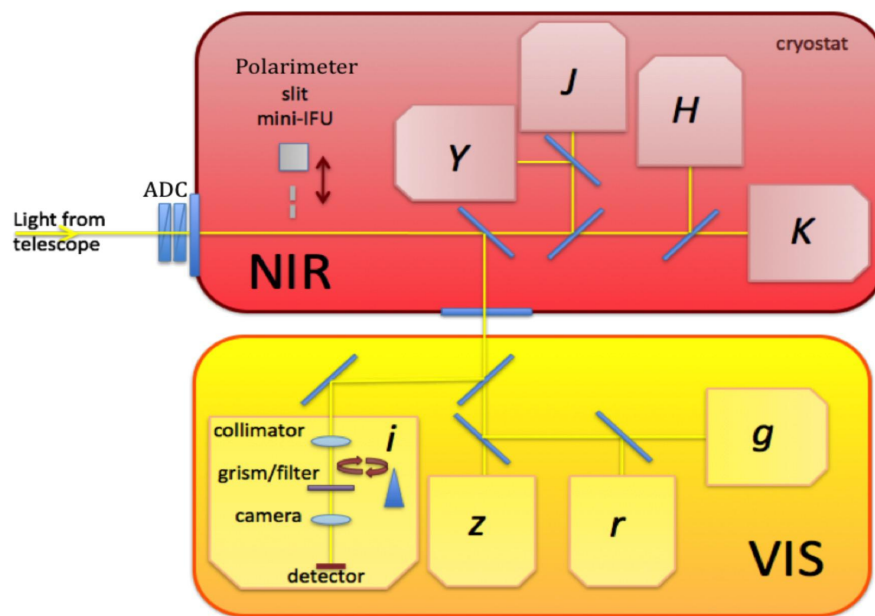 cryostat
Polarimeter
slit
mini-IFU
J
H
Y
ADC
Light from
telescope
K
NIR
collimator
i
g
grism/filter
camera
z
r
detector
VIS